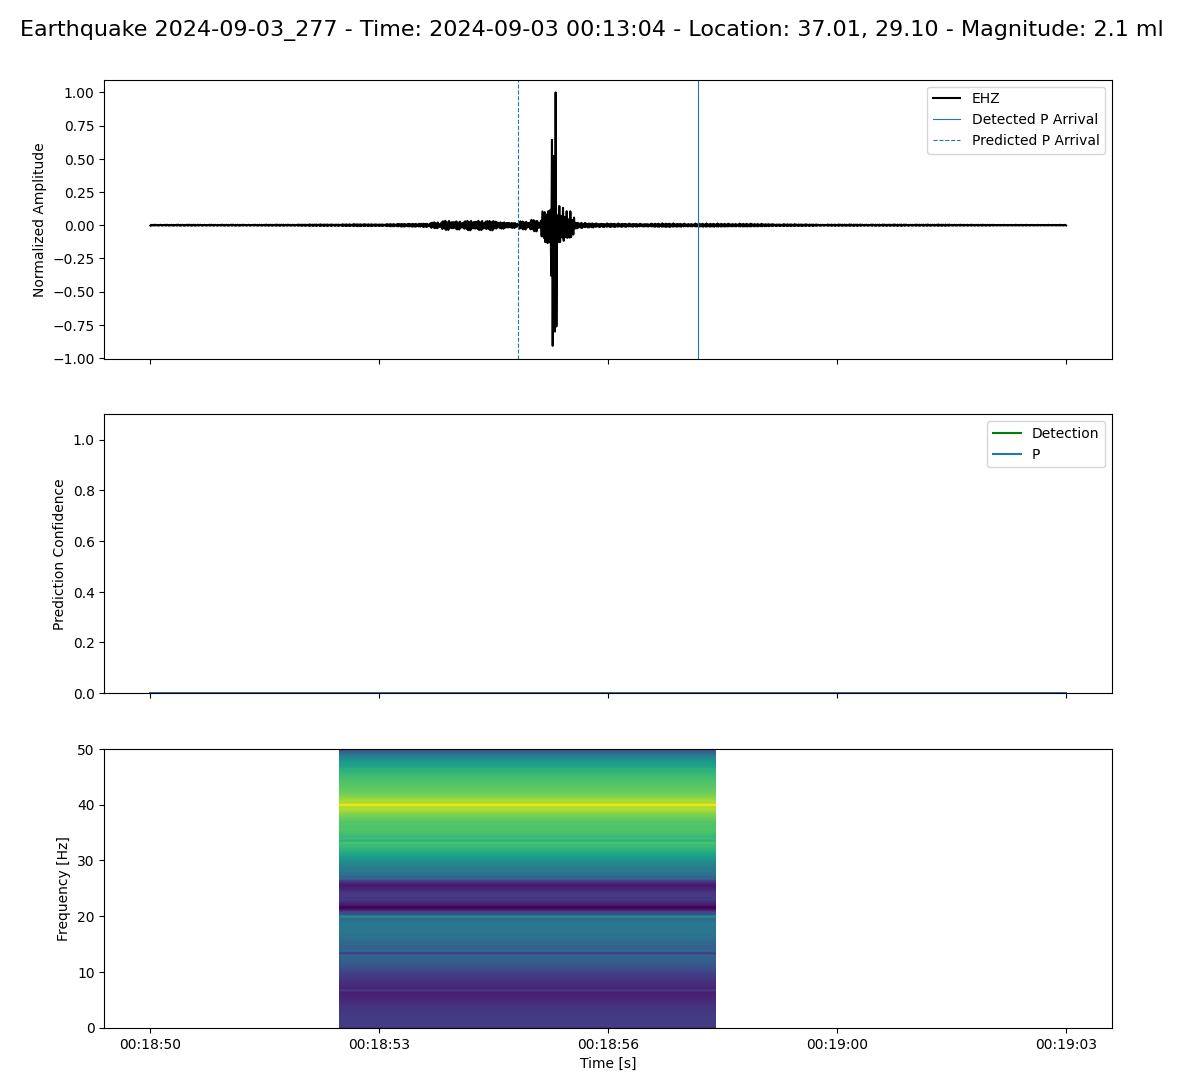 Earthquake 2024-09-03_277 - Time: 2024-09-03 00:13:04 - Location: 37.01, 29.10 - Magnitude: 2.1 ml
1.00
0.75
0.50
0.25
0.00
−0.25
−0.50
−0.75
−1.00
Normalized Amplitude
EHZ
Detected P Arrival
Predicted P Arrival
1.0
0.8
0.6
0.4
0.2
0.0
Prediction Confidence
Detection
P
50
40
30
20
10
0
Frequency [Hz]
00:18:50
00:18:53
00:18:56
00:19:00
00:19:03
Time [s]